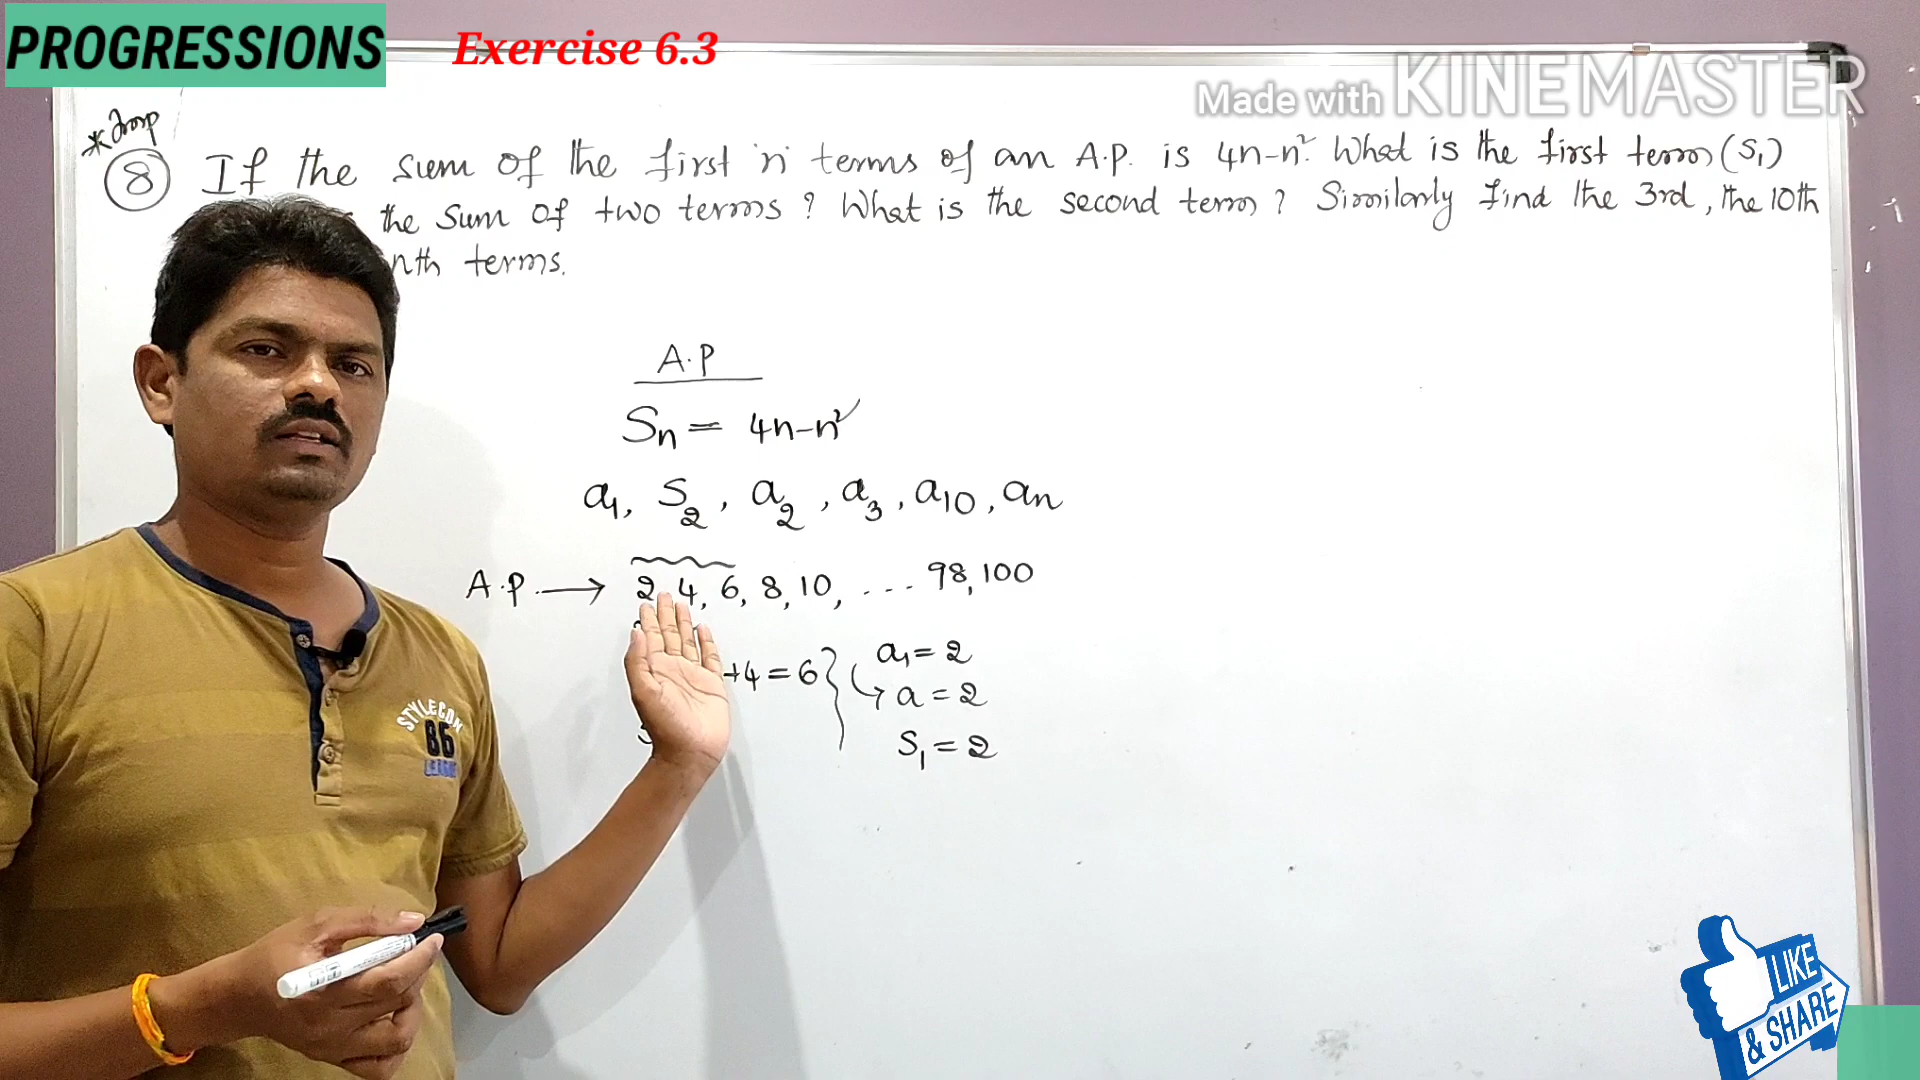 PROGRESSIONS
Exercise 6.3
Made with KINEMASTER
*Imp
8 If the sum of the first 'n' terms of an A.P. is 4n-n². What is the first term (S₁)
the sum of two terms? What is the second term? Similarly find the 3rd, the 10th
nth terms.
A.P
Sn = 4n-n²
a₁, S₂, a₂, a₃, a₁₀, an
A.P. → 2, 4, 6, 8, 10, ... 98, 100
+4 = 6
a₁ = 2
a = 2
S₁ = 2
STYLECON
86
LEAGUE
LIKE
& SHARE